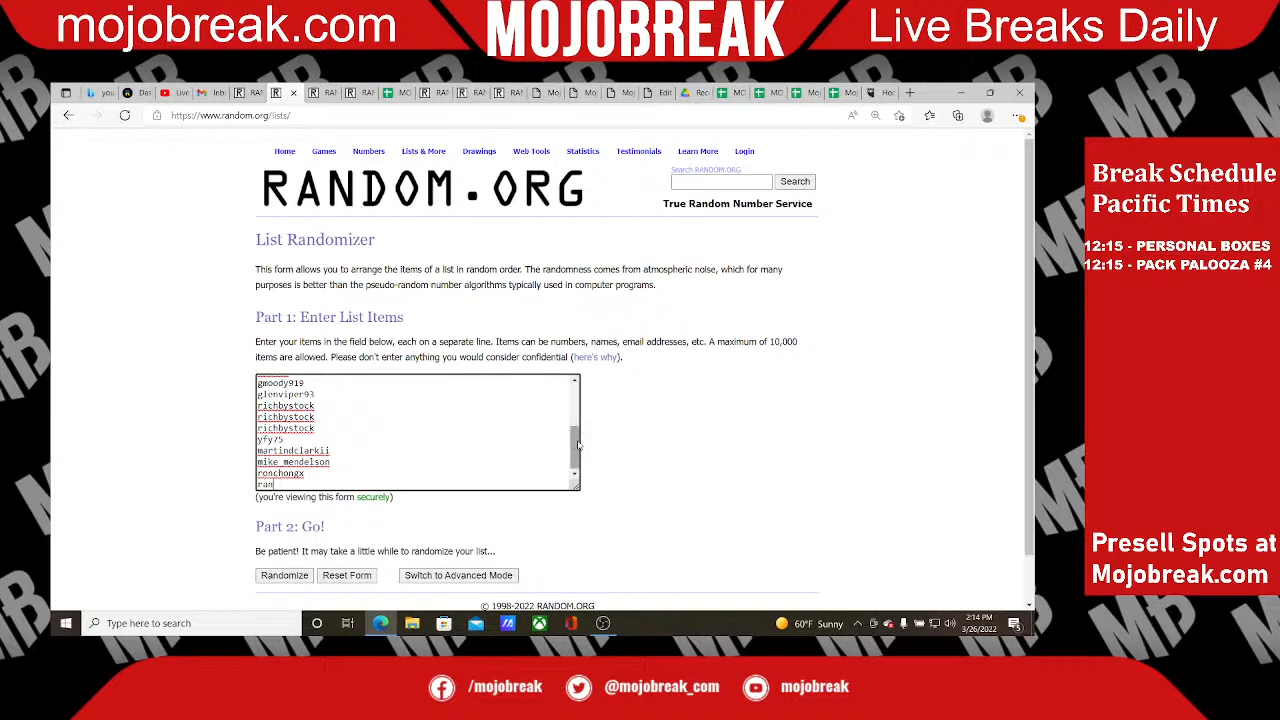 mojobreak.com
MOJOBREAK
Live Breaks Daily
https://www.random.org/lists/
Home Games Numbers Lists & More Drawings Web Tools Statistics Testimonials Learn More Login
RANDOM.ORG
Search RANDOM.ORG
Search
True Random Number Service
List Randomizer
This form allows you to arrange the items of a list in random order. The randomness comes from atmospheric noise, which for many
purposes is better than the pseudo-random number algorithms typically used in computer programs.
Part 1: Enter List Items
Enter your items in the field below, each on a separate line. Items can be numbers, names, email addresses, etc. A maximum of 10,000
items are allowed. Please don't enter anything you would consider confidential (here's why).
gmoody919
glenviper93
richbystock
richbystock
richbystock
yfy75
martindclarkii
mike_mendelson
ronchongx
ran
(you're viewing this form securely)
Part 2: Go!
Be patient! It may take a little while to randomize your list...
Randomize Reset Form Switch to Advanced Mode
© 1998-2022 RANDOM.ORG
Type here to search
60°F Sunny
2:14 PM
3/26/2022
Break Schedule
Pacific Times
12:15 - PERSONAL BOXES
12:15 - PACK PALOOZA #4
Presell Spots at
Mojobreak.com
/mojobreak @mojobreak_com mojobreak